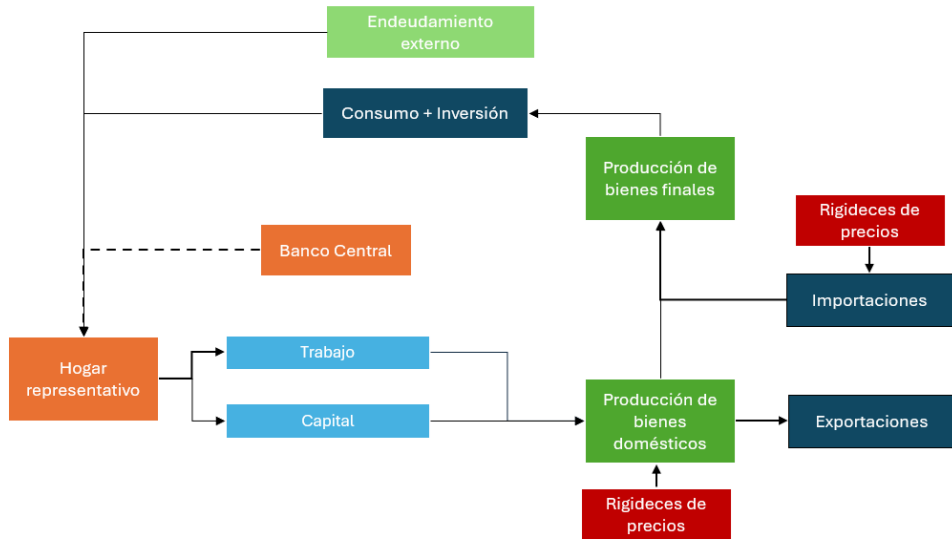 Endeudamiento
externo
Consumo + Inversión
Producción de
bienes finales
Rigideces de
precios
Banco Central
Importaciones
Hogar
representativo
Trabajo
Capital
Producción de
bienes
domésticos
Exportaciones
Rigideces de
precios